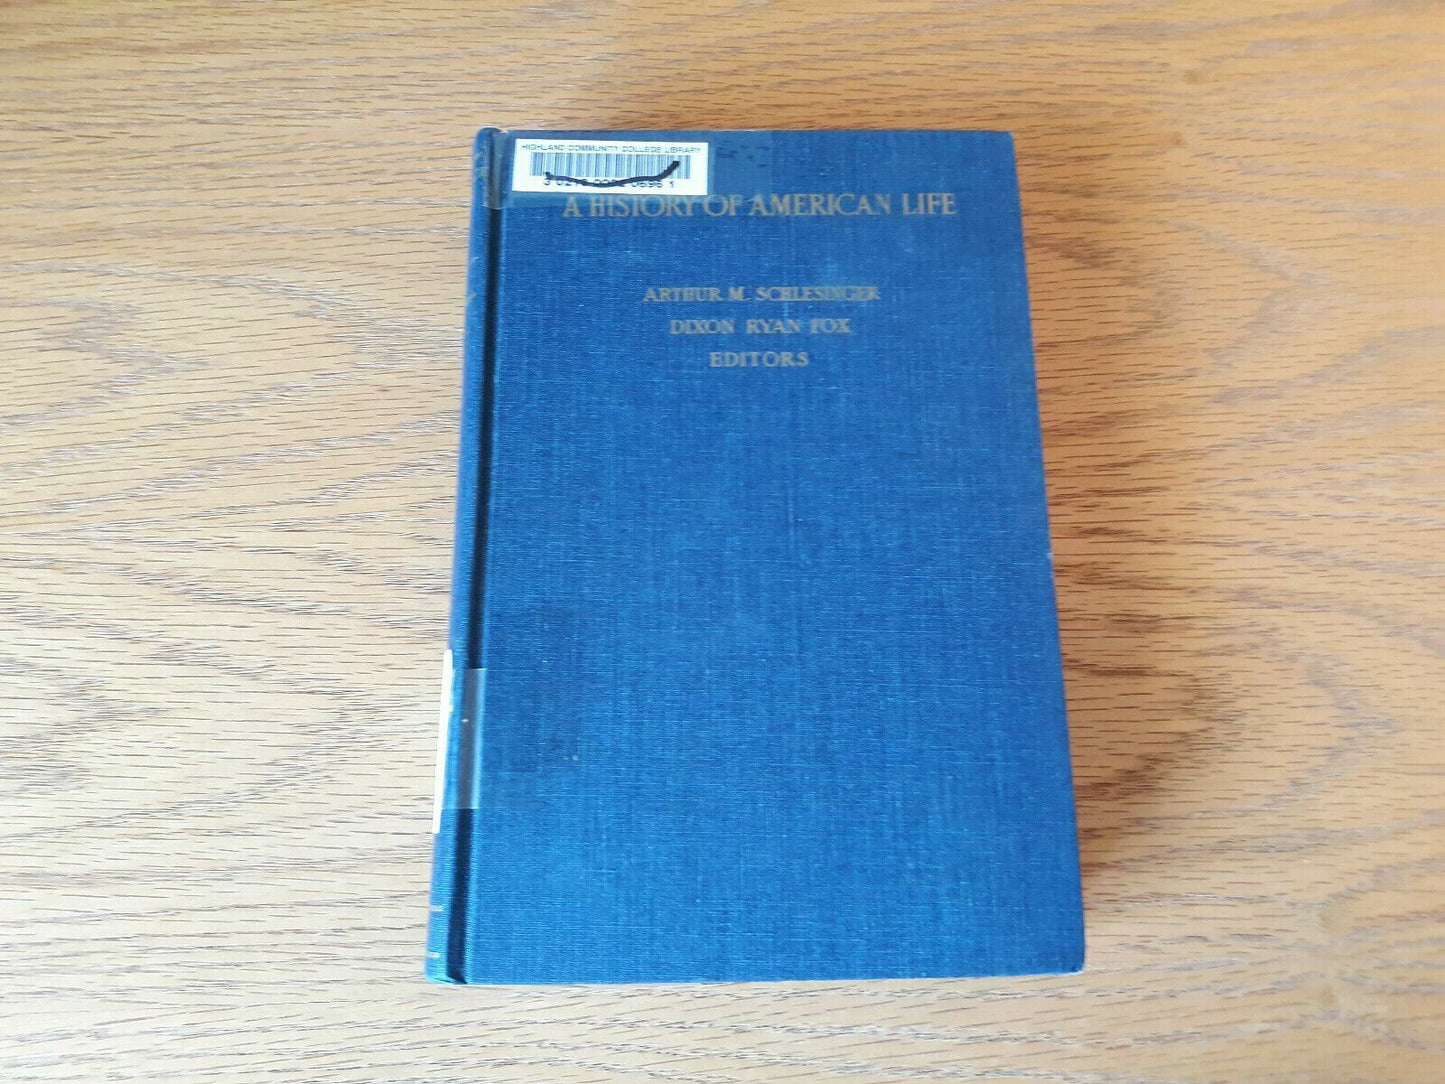 HIGHLAND COMMUNITY COLLEGE LIBRARY
A HISTORY OF AMERICAN LIFE
ARTHUR M. SCHLESINGER
DIXON RYAN FOX
EDITORS